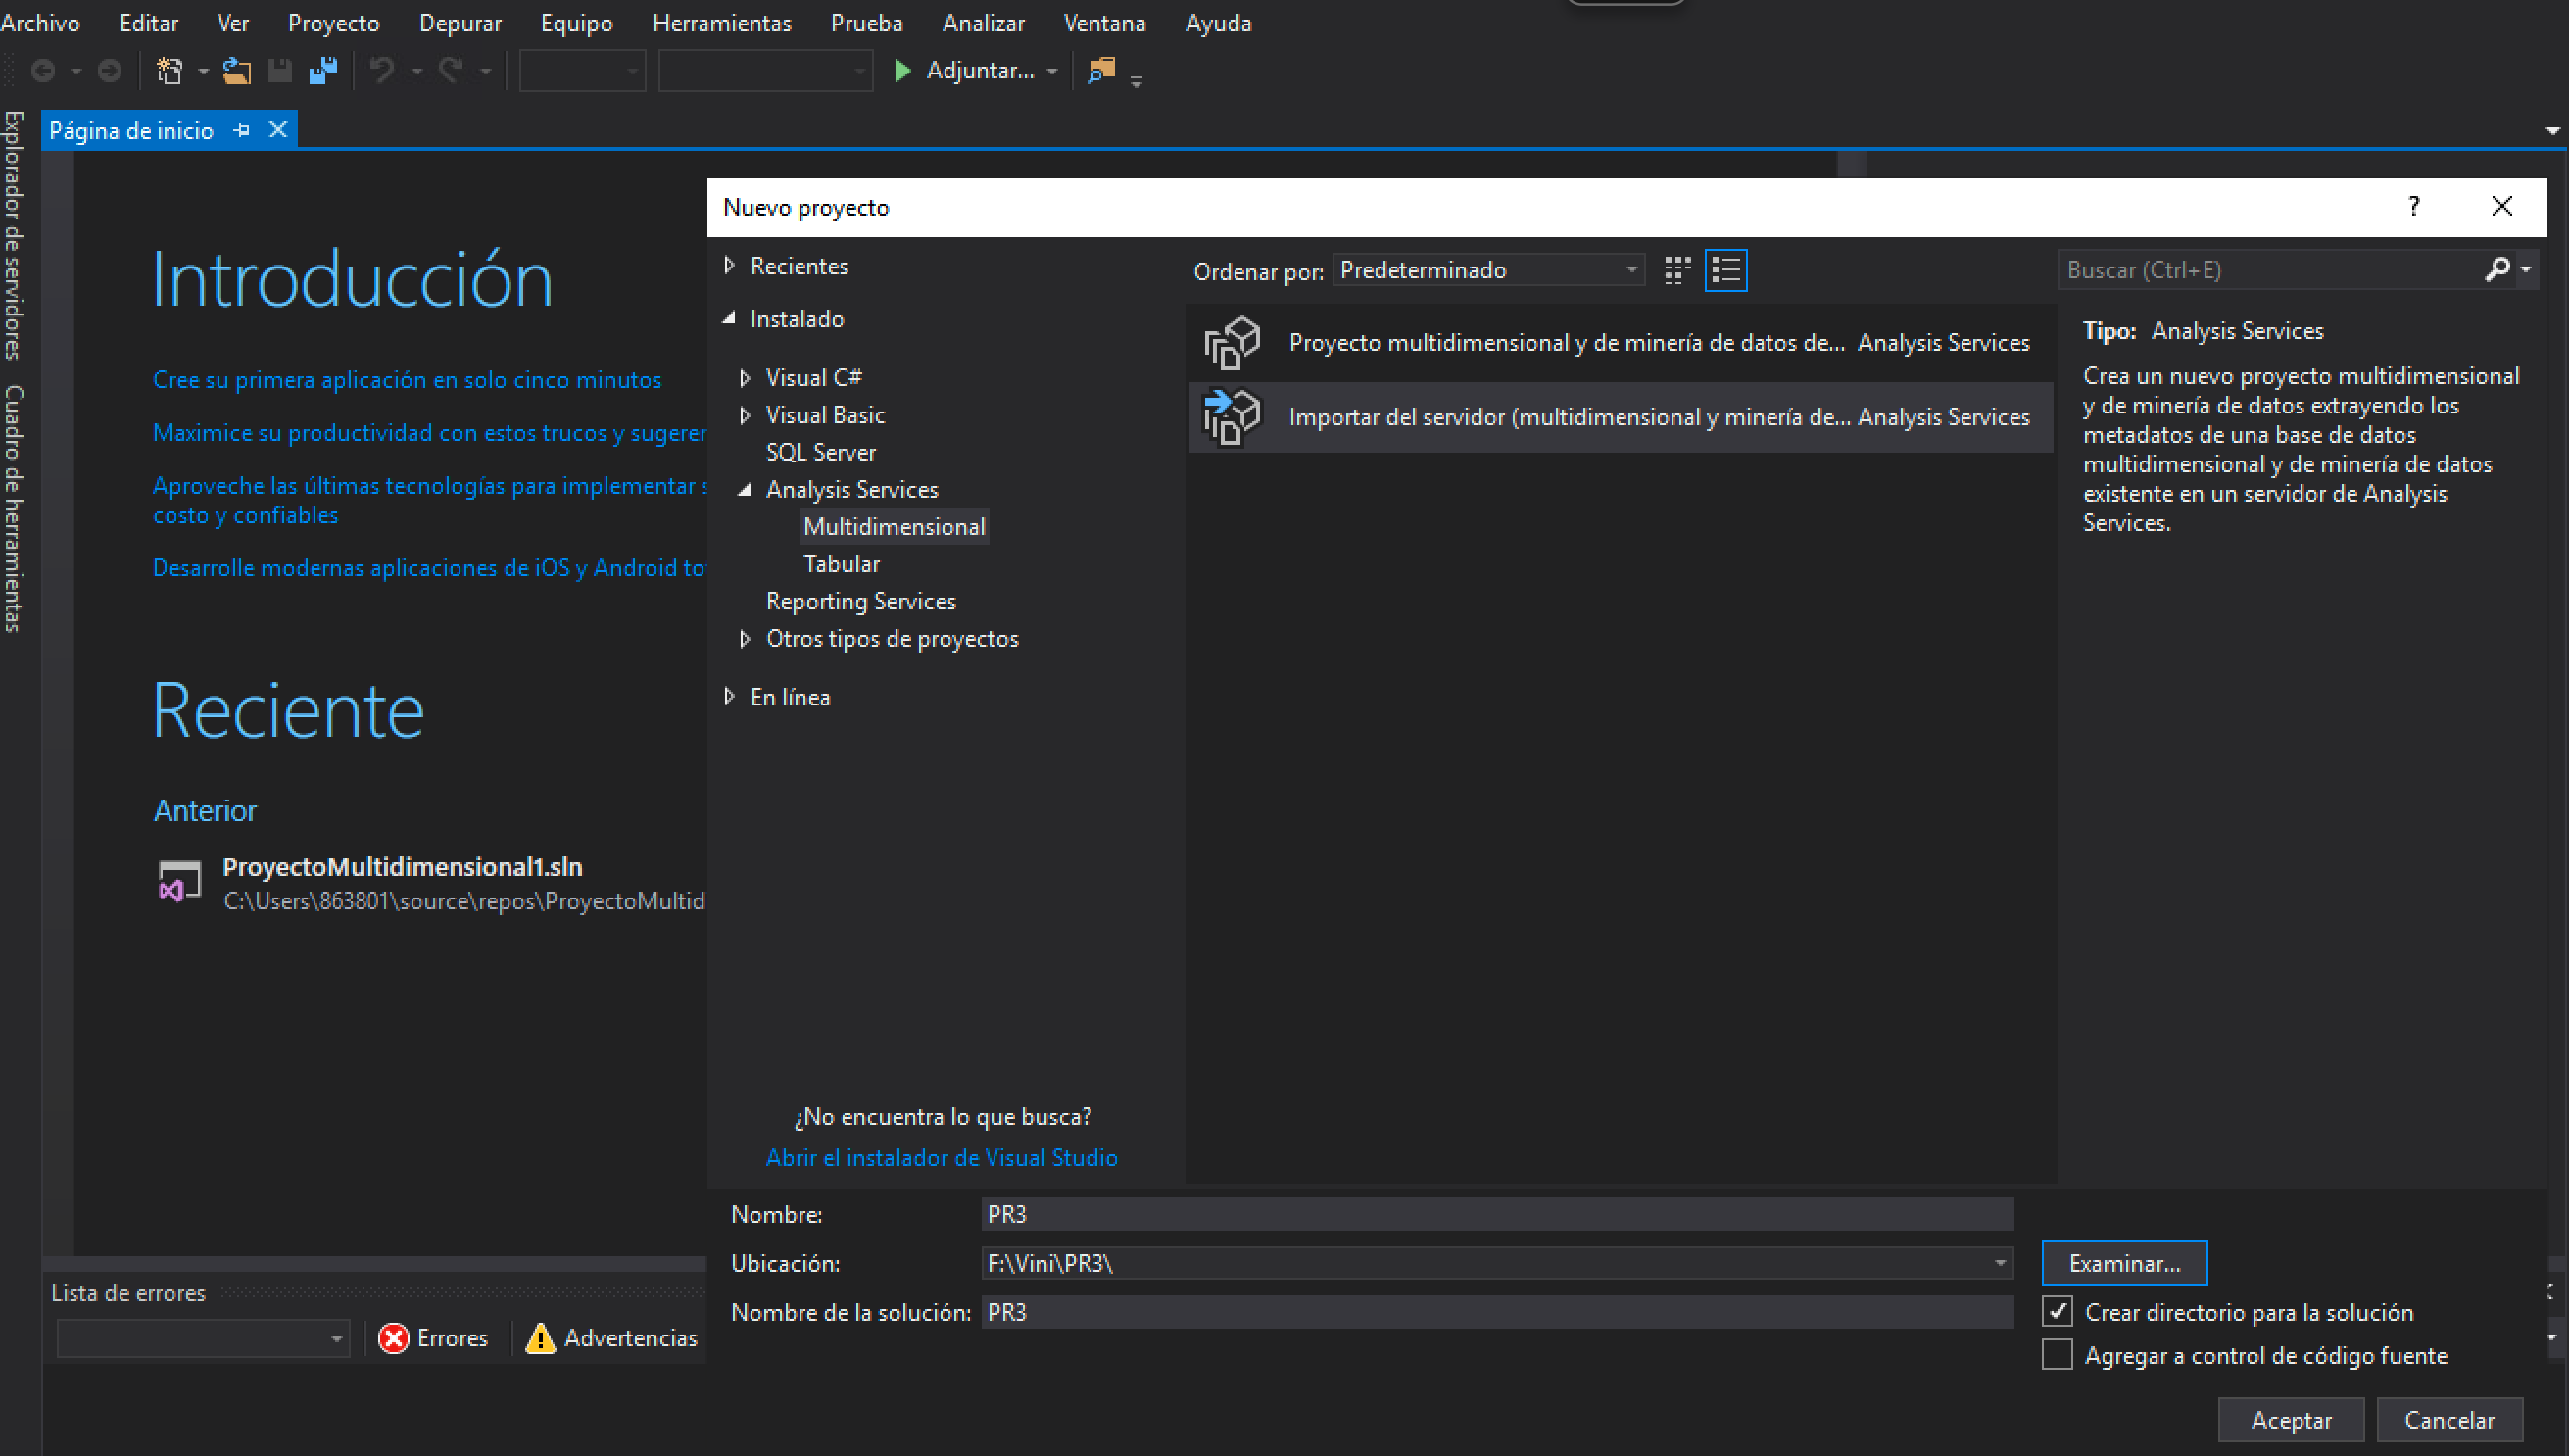 Archivo Editar Ver Proyecto Depurar Equipo Herramientas Prueba Analizar Ventana Ayuda
Adjuntar...
Explorador de servidores
Cuadro de herramientas
Página de inicio
Introducción
Cree su primera aplicación en solo cinco minutos
Maximice su productividad con estos trucos y
Aproveche las últimas tecnologías para implementar
costo y confiables
Desarrolle modernas aplicaciones de iOS y Android
Reciente
Anterior
ProyectoMultidimensional1.sln
C:\Users\863801\source\repos\ProyectoMultid
Lista de errores
Errores
Advertencias
Nuevo proyecto
?
Recientes
Instalado
Visual C#
Visual Basic
SQL Server
Analysis Services
Multidimensional
Tabular
Reporting Services
Otros tipos de proyectos
En línea
¿No encuentra lo que busca?
Abrir el instalador de Visual Studio
Ordenar por: Predeterminado
Buscar (Ctrl+E)
Proyecto multidimensional y de minería de datos de... Analysis Services
Importar del servidor (multidimensional y minería de... Analysis Services
Tipo: Analysis Services
Crea un nuevo proyecto multidimensional
y de minería de datos extrayendo los
metadatos de una base de datos
multidimensional y de minería de datos
existente en un servidor de Analysis
Services.
Nombre: PR3
Ubicación: F:\Vini\PR3\
Examinar...
Nombre de la solución: PR3
Crear directorio para la solución
Agregar a control de código fuente
Aceptar
Cancelar